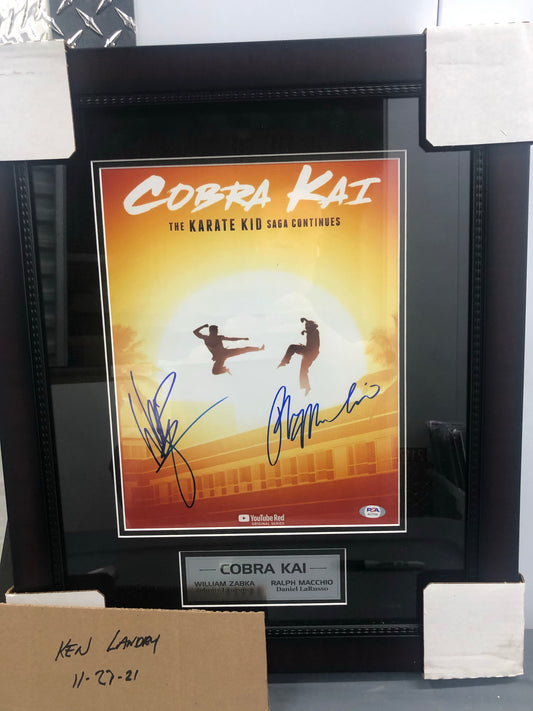 COBRA KAI
THE KARATE KID SAGA CONTINUES
YouTube Red
ORIGINAL SERIES
PSA
COBRA KAI
WILLIAM ZABKA RALPH MACCHIO
Daniel LaRusso
KEN LANDRY
11-27-21